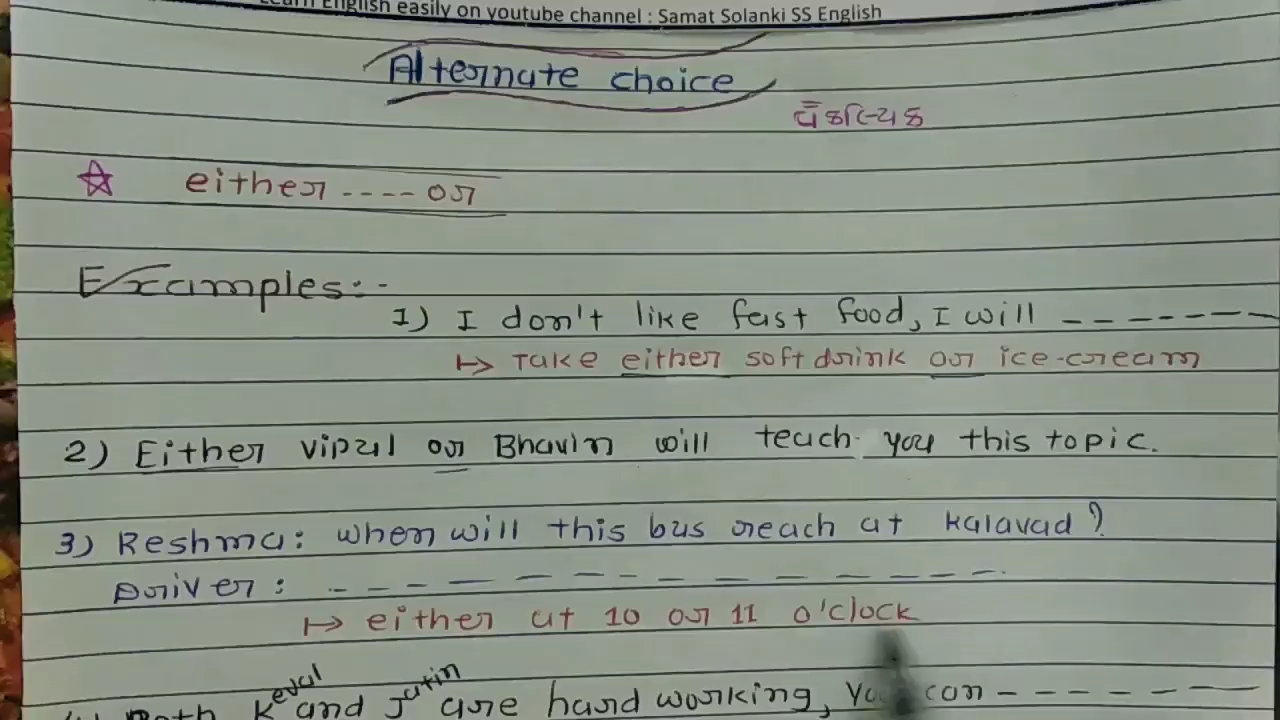 Learn English easily on youtube channel : Samat Solanki SS English
Alternate choice
વૈકલ્પિક
either ---- or
Examples:-
1) I don't like fast food, I will -------
↦ Take either soft drink or ice-cream
2) Either Vipul or Bhavin will teach you this topic.
3) Reshma: when will this bus reach at Kalavad?
Driver: -------------.
↦ either at 10 or 11 o'clock
4) Both Keval and Jatin are hard working, You can -------